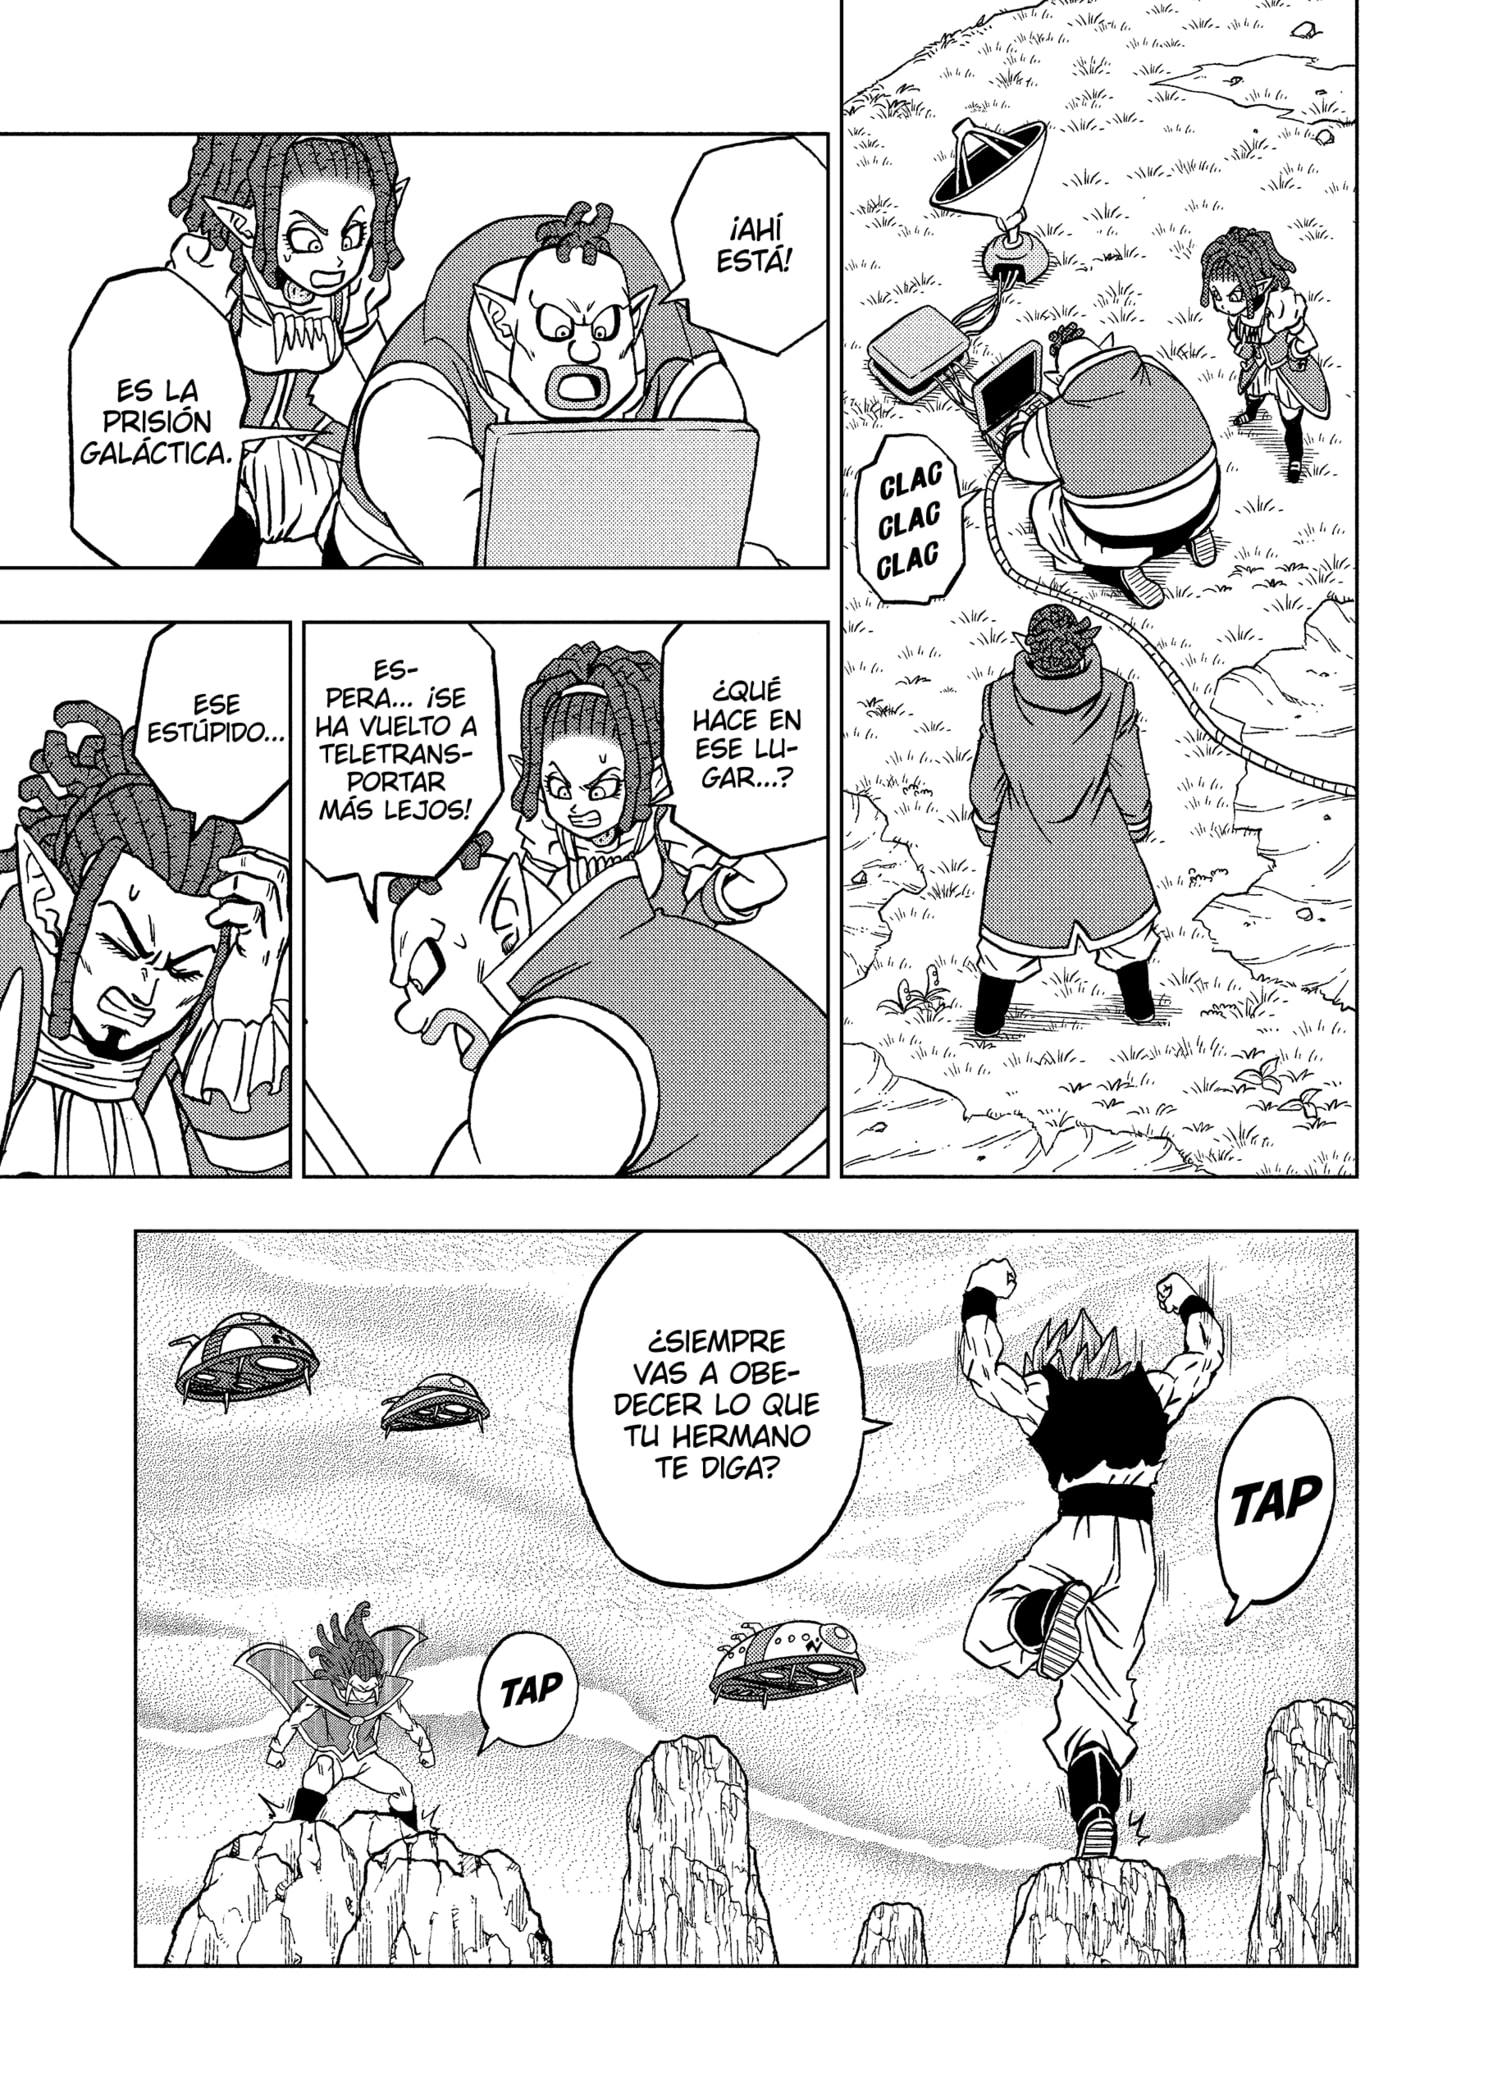 CLAC
CLAC
CLAC
¡AHÍ
ESTÁ!
ES LA
PRISIÓN
GALÁCTICA.
¿QUÉ
HACE EN
ESE LU-
GAR...?
ES-
PERA... ¡SE
HA VUELTO A
TELETRANS-
PORTAR
MÁS LEJOS!
ESE
ESTÚPIDO...
TAP
¿SIEMPRE
VAS A OBE-
DECER LO QUE
TU HERMANO
TE DIGA?
TAP